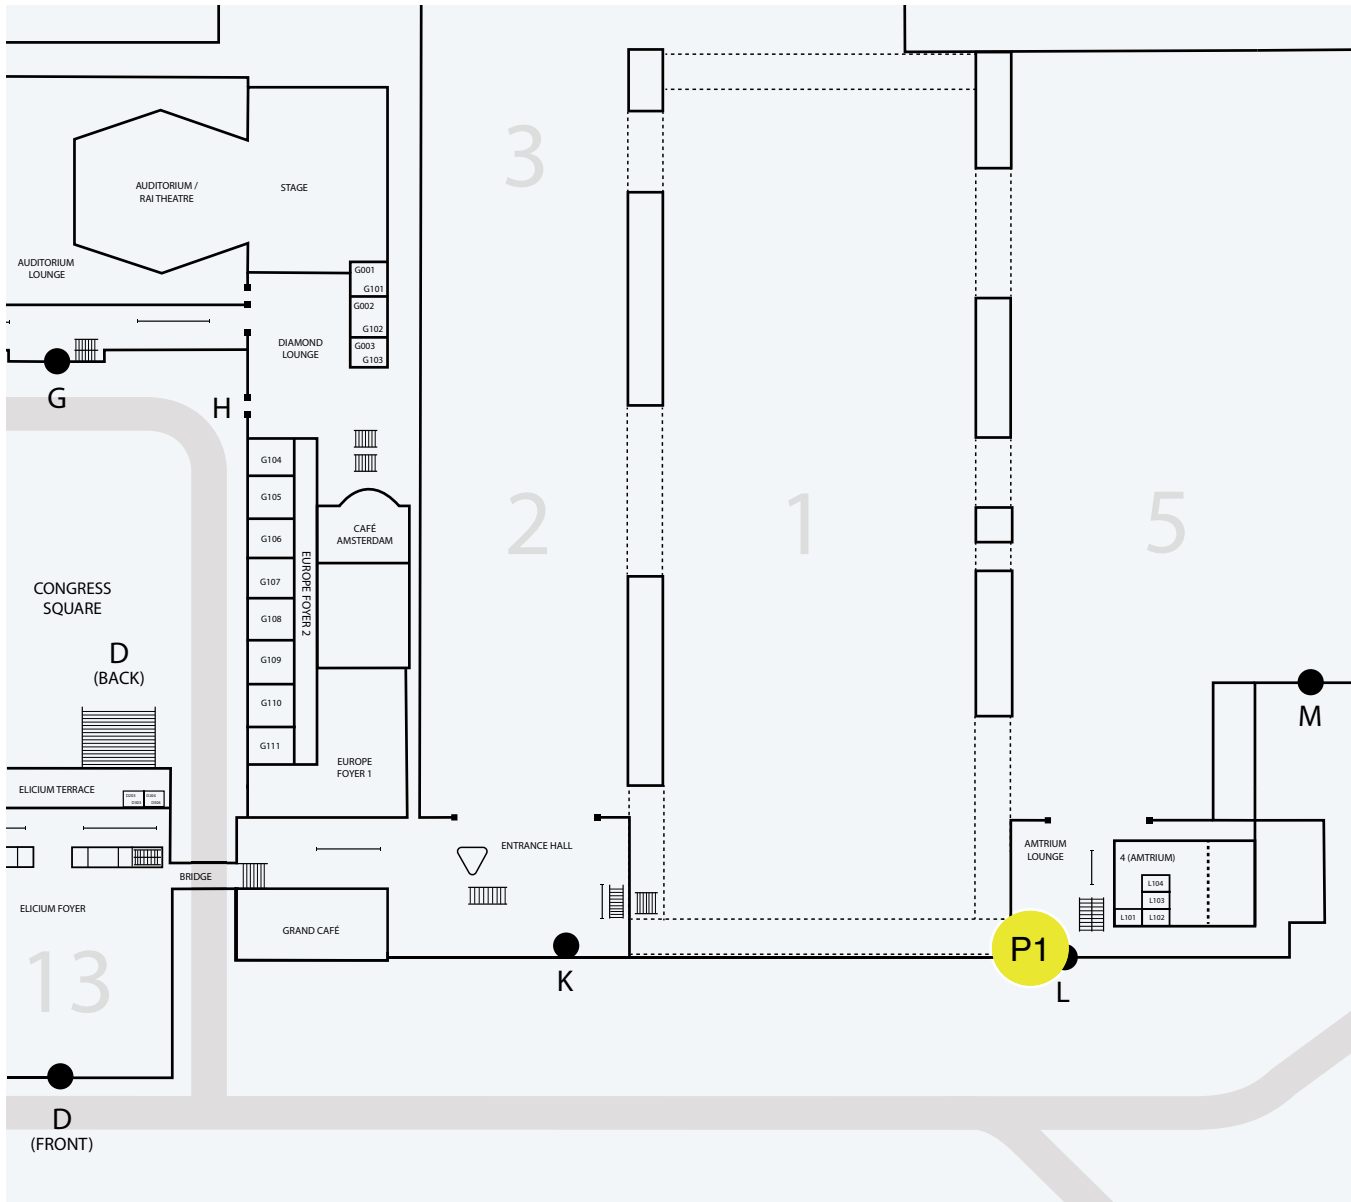 3
AUDITORIUM /
RAI THEATRE
STAGE
AUDITORIUM
LOUNGE
G001
G101
G002
G102
G003
G103
DIAMOND
LOUNGE
G
H
G104
G105
G106
G107
G108
G109
G110
G111
EUROPE FOYER 2
CAFÉ
AMSTERDAM
2
1
5
CONGRESS
SQUARE
D
(BACK)
M
EUROPE
FOYER 1
ELICIUM TERRACE
ENTRANCE HALL
AMTRIUM
LOUNGE
4 (AMTRIUM)
L104
L103
L101
L102
BRIDGE
ELICIUM FOYER
GRAND CAFÉ
13
K
P1
L
D
(FRONT)